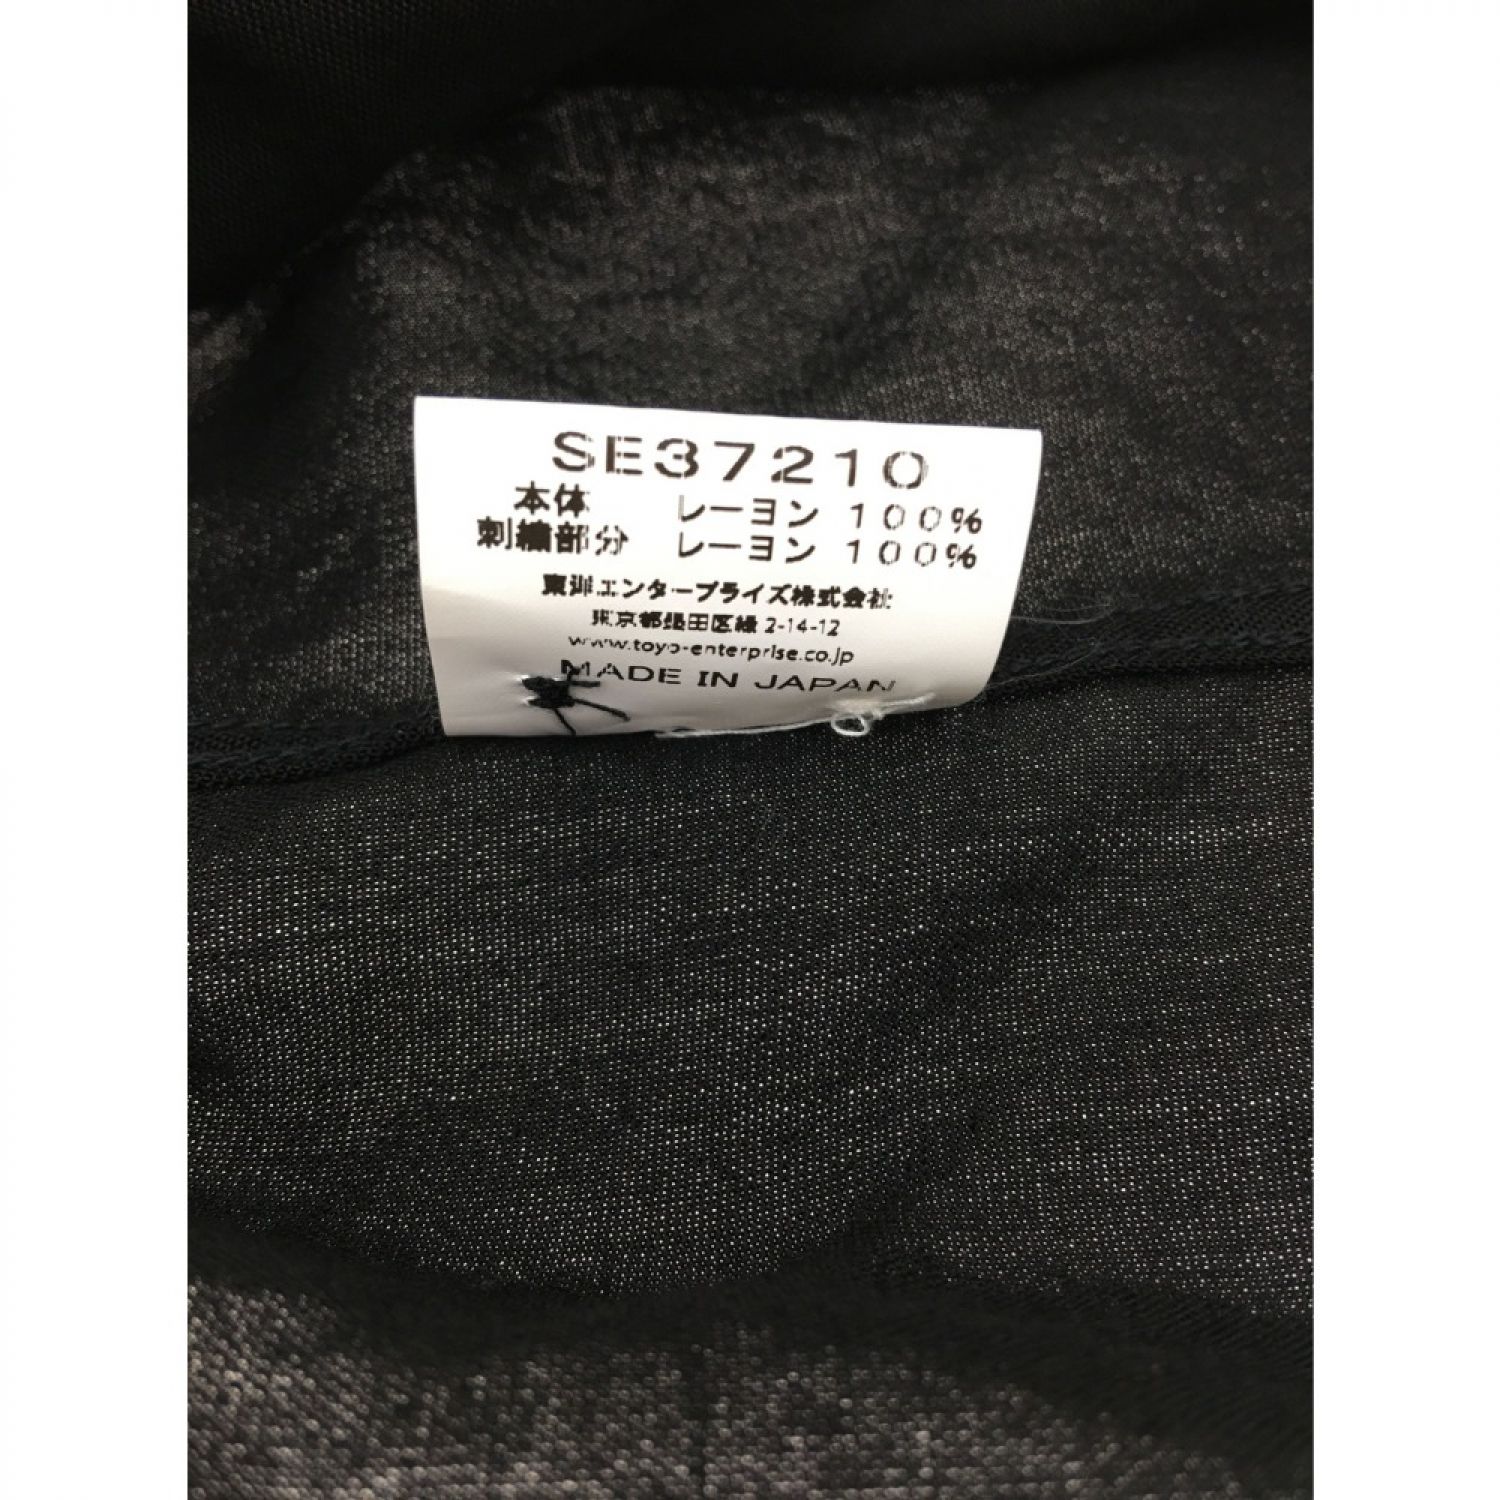 SE37210
本体 レーヨン 100%
刺繍部分 レーヨン 100%
東洋エンタープライズ株式会社
東京都墨田区緑 2-14-12
www.toyo-enterprise.co.jp
MADE IN JAPAN